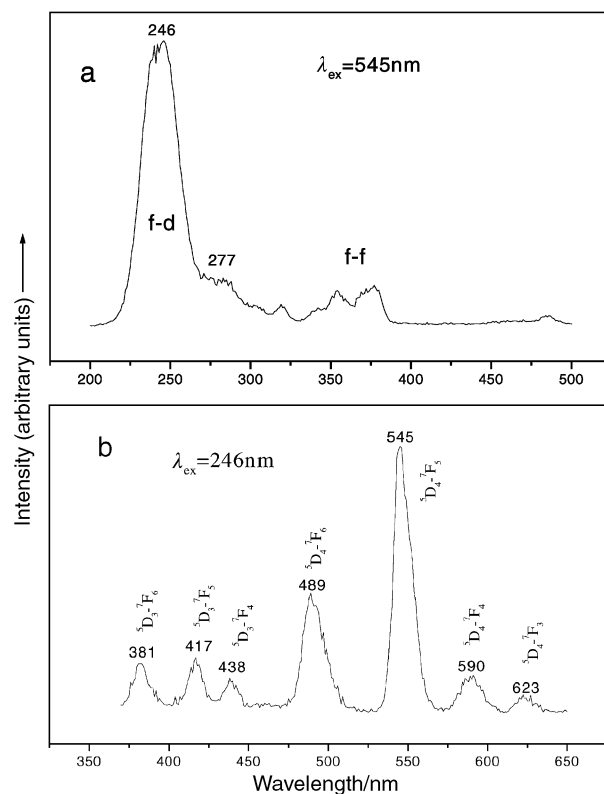 246
a
λex=545nm
f-d
277
f-f
200 250 300 350 400 450 500
Intensity (arbitrary units)
b
λex=246nm
545
⁵D₄-⁷F₅
⁵D₄-⁷F₆
489
⁵D₃-⁷F₆
381
⁵D₃-⁷F₅
417
⁵D₃-⁷F₄
438
⁵D₄-⁷F₄
590
⁵D₄-⁷F₃
623
350 400 450 500 550 600 650
Wavelength/nm